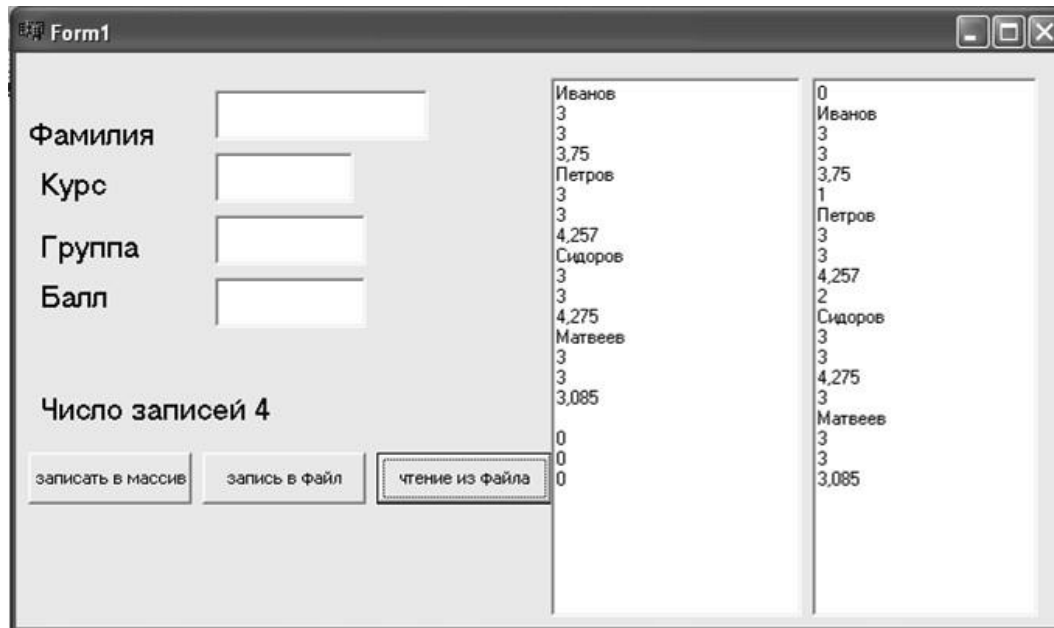 Form1
Фамилия
Курс
Группа
Балл
Число записей 4
записать в массив
запись в файл
чтение из файла
Иванов
3
3
3,75
Петров
3
3
4,257
Сидоров
3
3
4,275
Матвеев
3
3
3,085
0
0
0
0
Иванов
3
3
3,75
1
Петров
3
3
4,257
2
Сидоров
3
3
4,275
3
Матвеев
3
3
3,085